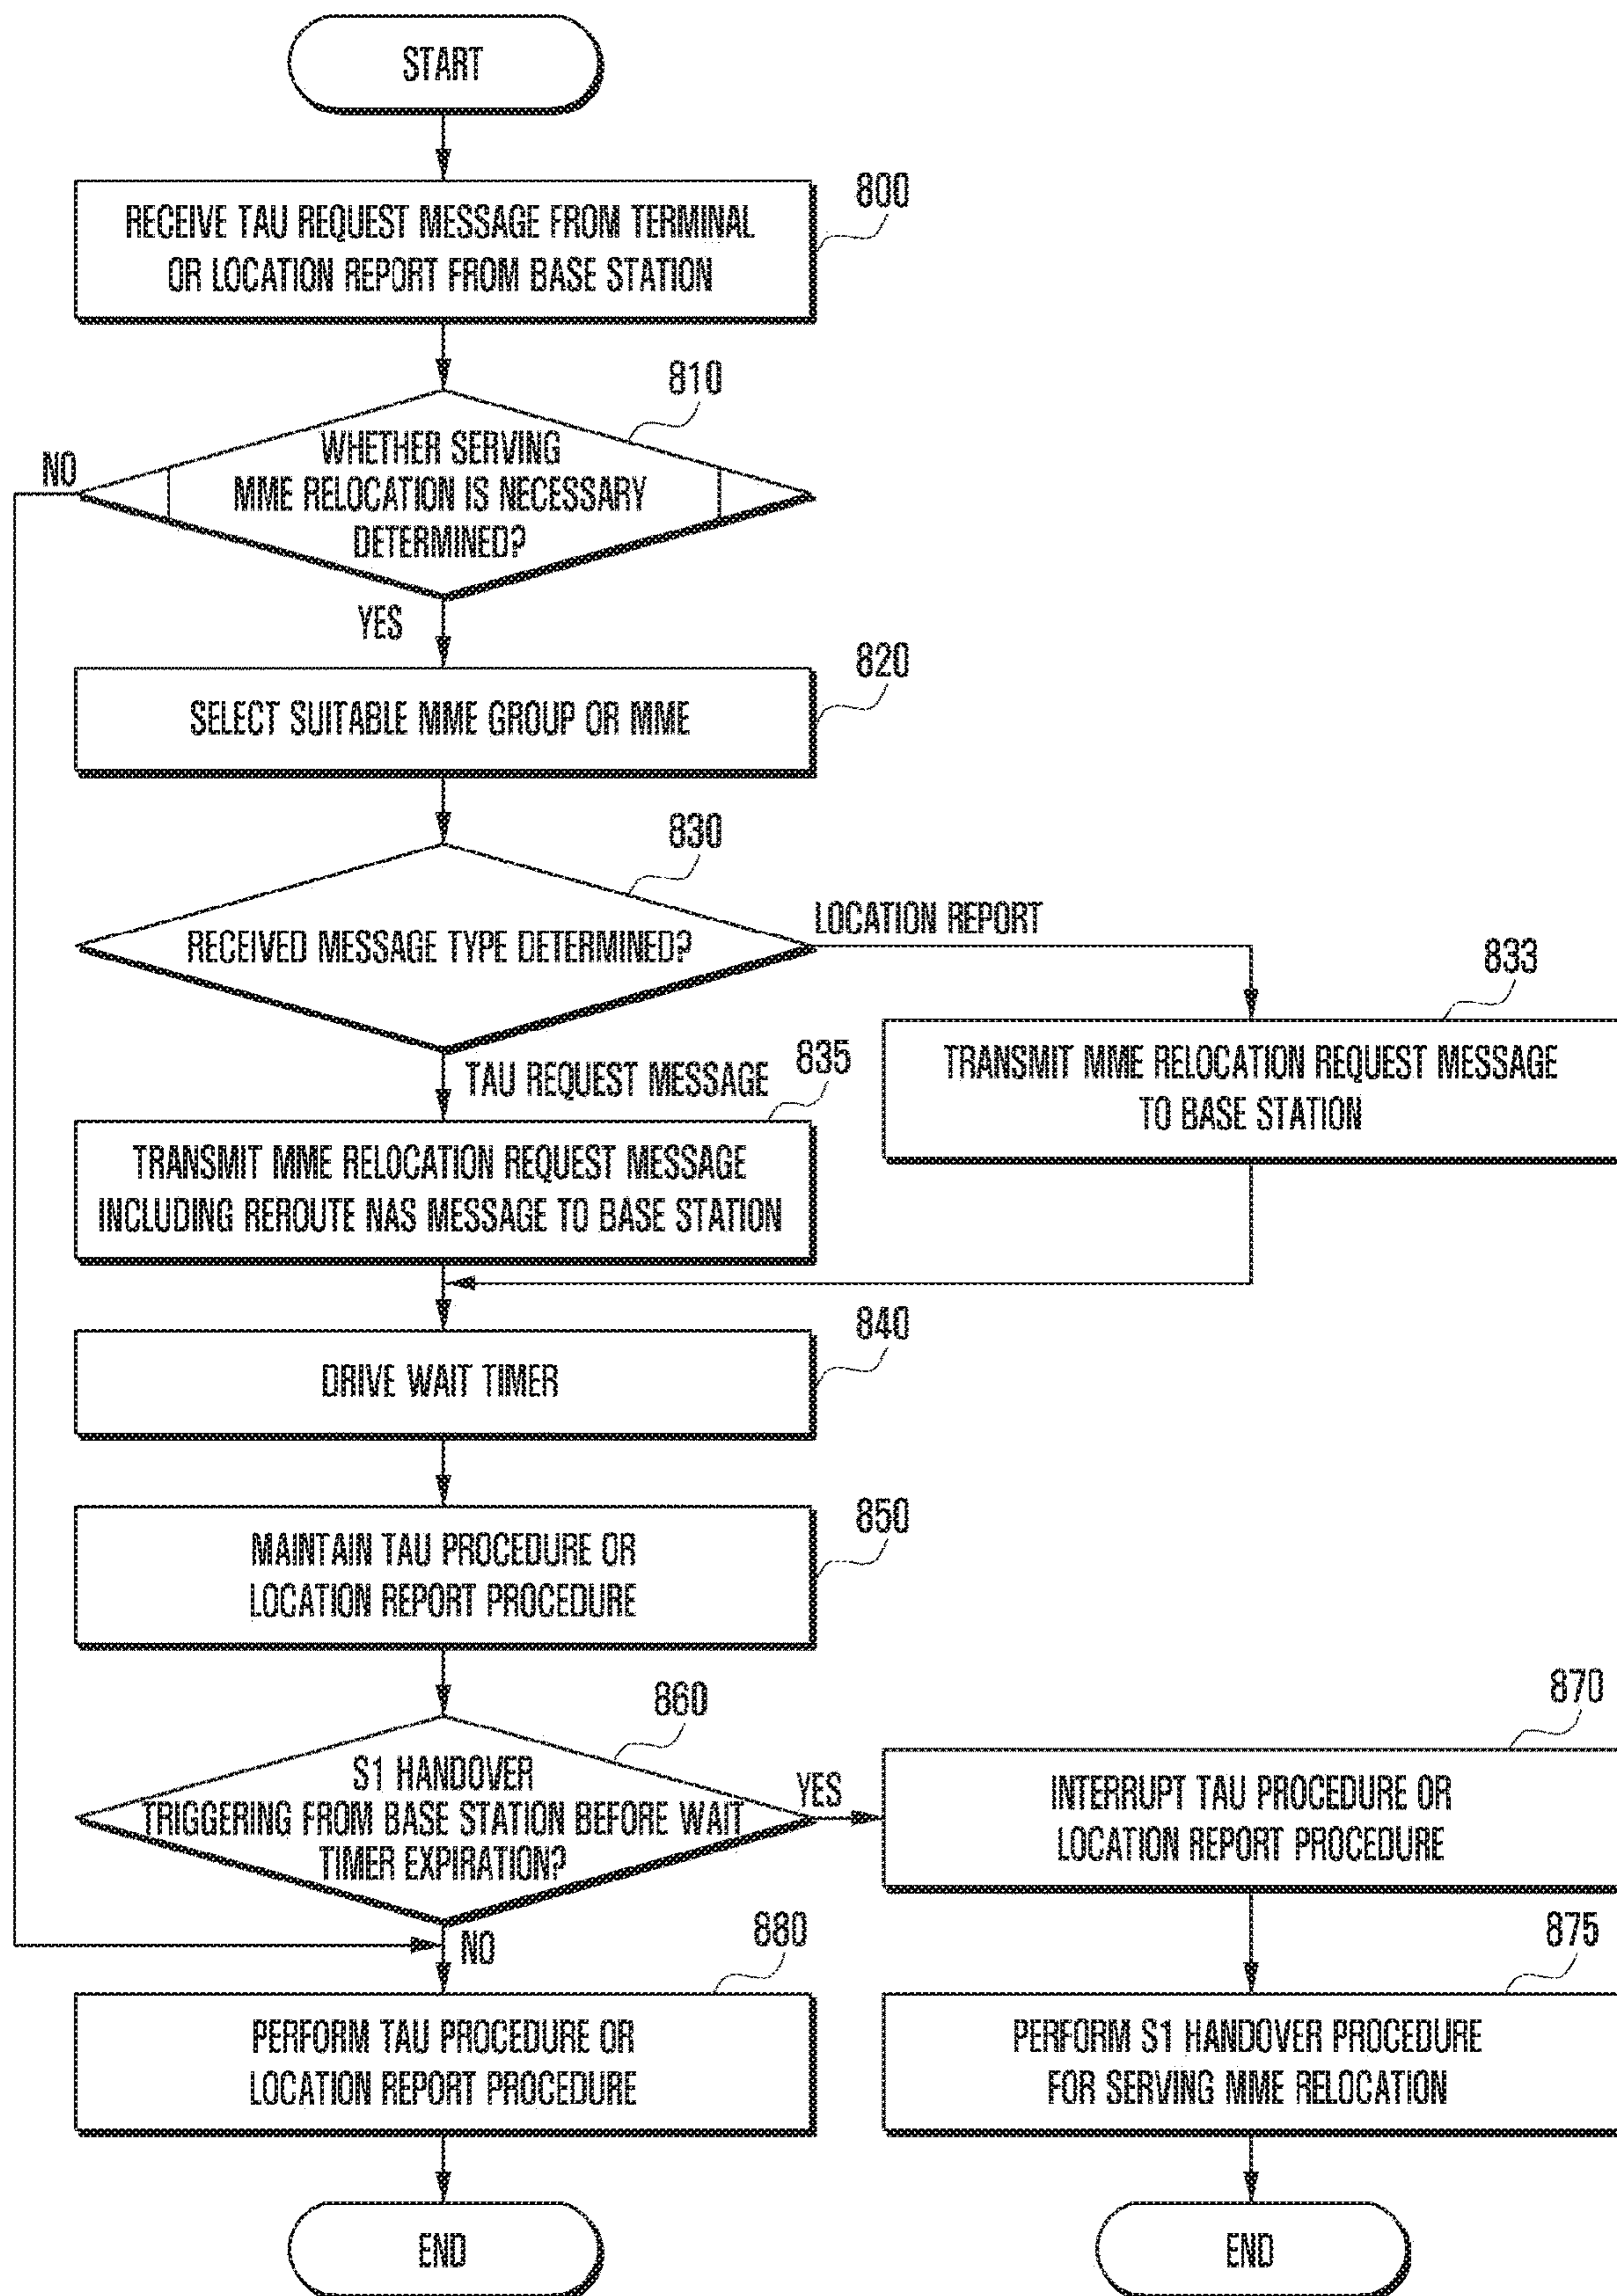 START
800
RECEIVE TAU REQUEST MESSAGE FROM TERMINAL
OR LOCATION REPORT FROM BASE STATION
810
WHETHER SERVING
MME RELOCATION IS NECESSARY
DETERMINED?
NO
YES
820
SELECT SUITABLE MME GROUP OR MME
830
RECEIVED MESSAGE TYPE DETERMINED?
LOCATION REPORT
833
TRANSMIT MME RELOCATION REQUEST MESSAGE
TO BASE STATION
TAU REQUEST MESSAGE
835
TRANSMIT MME RELOCATION REQUEST MESSAGE
INCLUDING REROUTE NAS MESSAGE TO BASE STATION
840
DRIVE WAIT TIMER
850
MAINTAIN TAU PROCEDURE OR
LOCATION REPORT PROCEDURE
860
S1 HANDOVER
TRIGGERING FROM BASE STATION BEFORE WAIT
TIMER EXPIRATION?
YES
870
INTERRUPT TAU PROCEDURE OR
LOCATION REPORT PROCEDURE
NO
880
PERFORM TAU PROCEDURE OR
LOCATION REPORT PROCEDURE
875
PERFORM S1 HANDOVER PROCEDURE
FOR SERVING MME RELOCATION
END
END